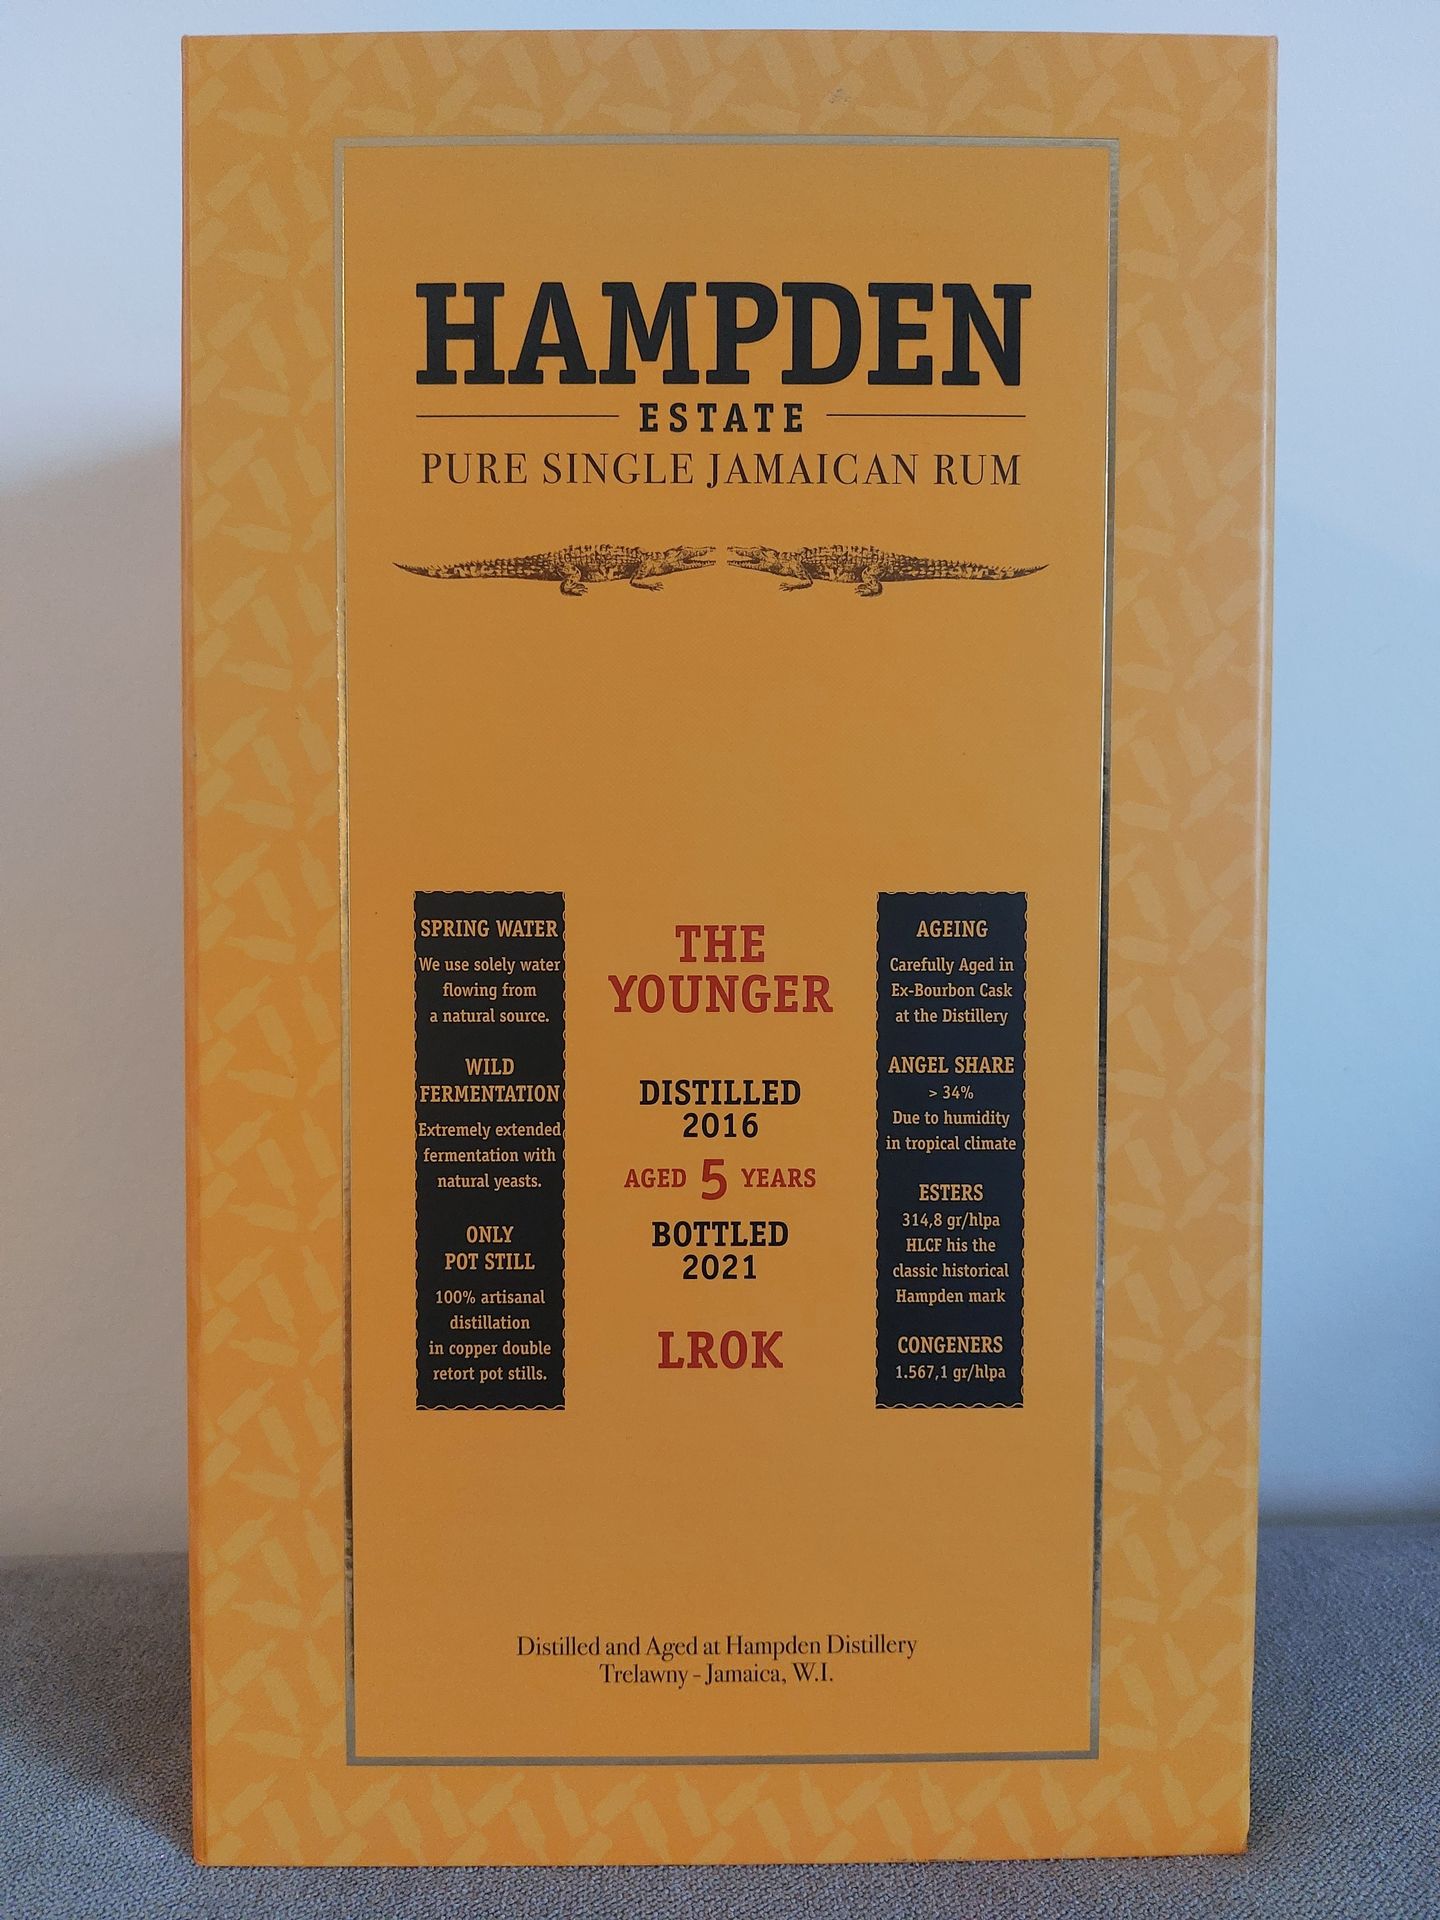 HAMPDEN
ESTATE
PURE SINGLE JAMAICAN RUM
SPRING WATER
We use solely water
flowing from
a natural source.
WILD
FERMENTATION
Extremely extended
fermentation with
natural yeasts.
ONLY
POT STILL
100% artisanal
distillation
in copper double
retort pot stills.
THE
YOUNGER
DISTILLED
2016
AGED 5 YEARS
BOTTLED
2021
LROK
AGEING
Carefully Aged in
Ex-Bourbon Cask
at the Distillery
ANGEL SHARE
> 34%
Due to humidity
in tropical climate
ESTERS
314,8 gr/hlpa
HLCF his the
classic historical
Hampden mark
CONGENERS
1.567,1 gr/hlpa
Distilled and Aged at Hampden Distillery
Trelawny - Jamaica, W.I.